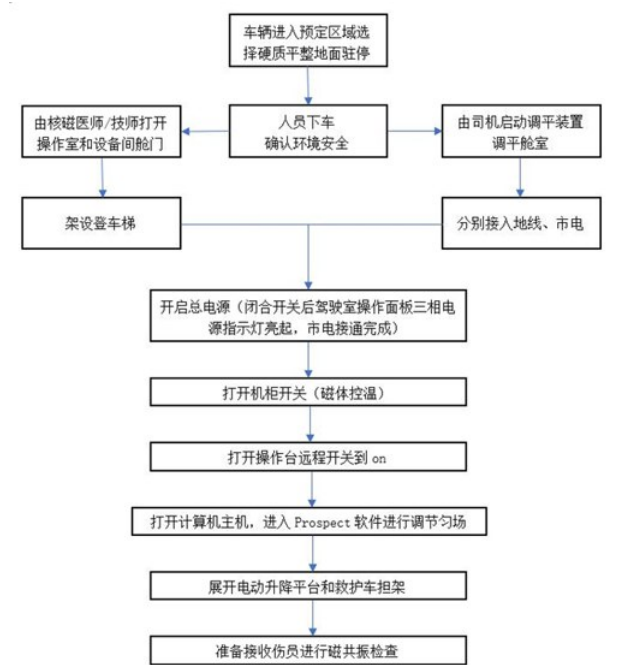 车辆进入预定区域选
择硬质平整地面驻停
由核磁医师/技师打开
操作室和设备间舱门
人员下车
确认环境安全
由司机启动调平装置
调平舱室
架设登车梯
分别接入地线、市电
开启总电源（闭合开关后驾驶室操作面板三相电
源指示灯亮起，市电接通完成）
打开机柜开关（磁体控温）
打开操作台远程开关到 on
打开计算机主机，进入 Prospect 软件进行调节匀场
展开电动升降平台和救护车担架
准备接收伤员进行磁共振检查